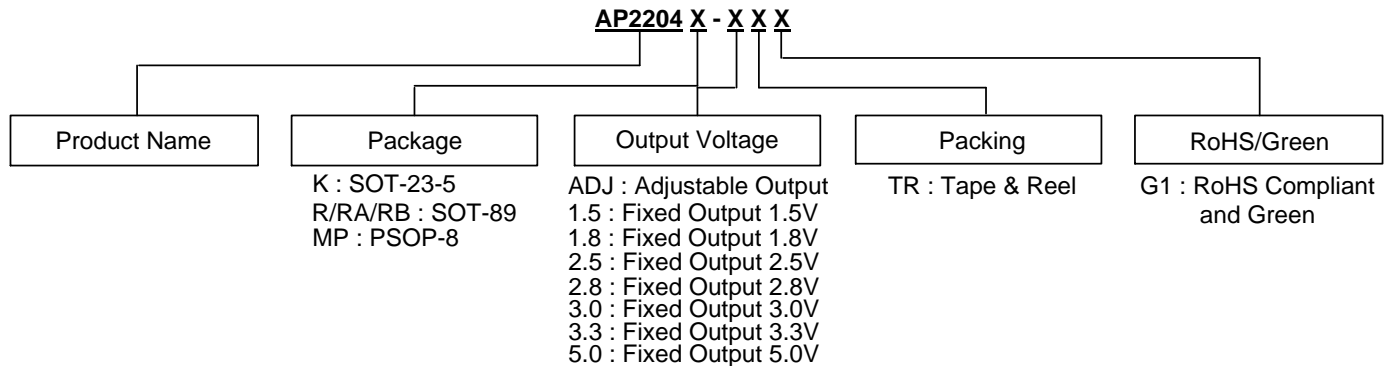 AP2204 X - X X X
Product Name
Package
Output Voltage
Packing
RoHS/Green
K : SOT-23-5
R/RA/RB : SOT-89
MP : PSOP-8
ADJ : Adjustable Output
1.5 : Fixed Output 1.5V
1.8 : Fixed Output 1.8V
2.5 : Fixed Output 2.5V
2.8 : Fixed Output 2.8V
3.0 : Fixed Output 3.0V
3.3 : Fixed Output 3.3V
5.0 : Fixed Output 5.0V
TR : Tape & Reel
G1 : RoHS Compliant
and Green